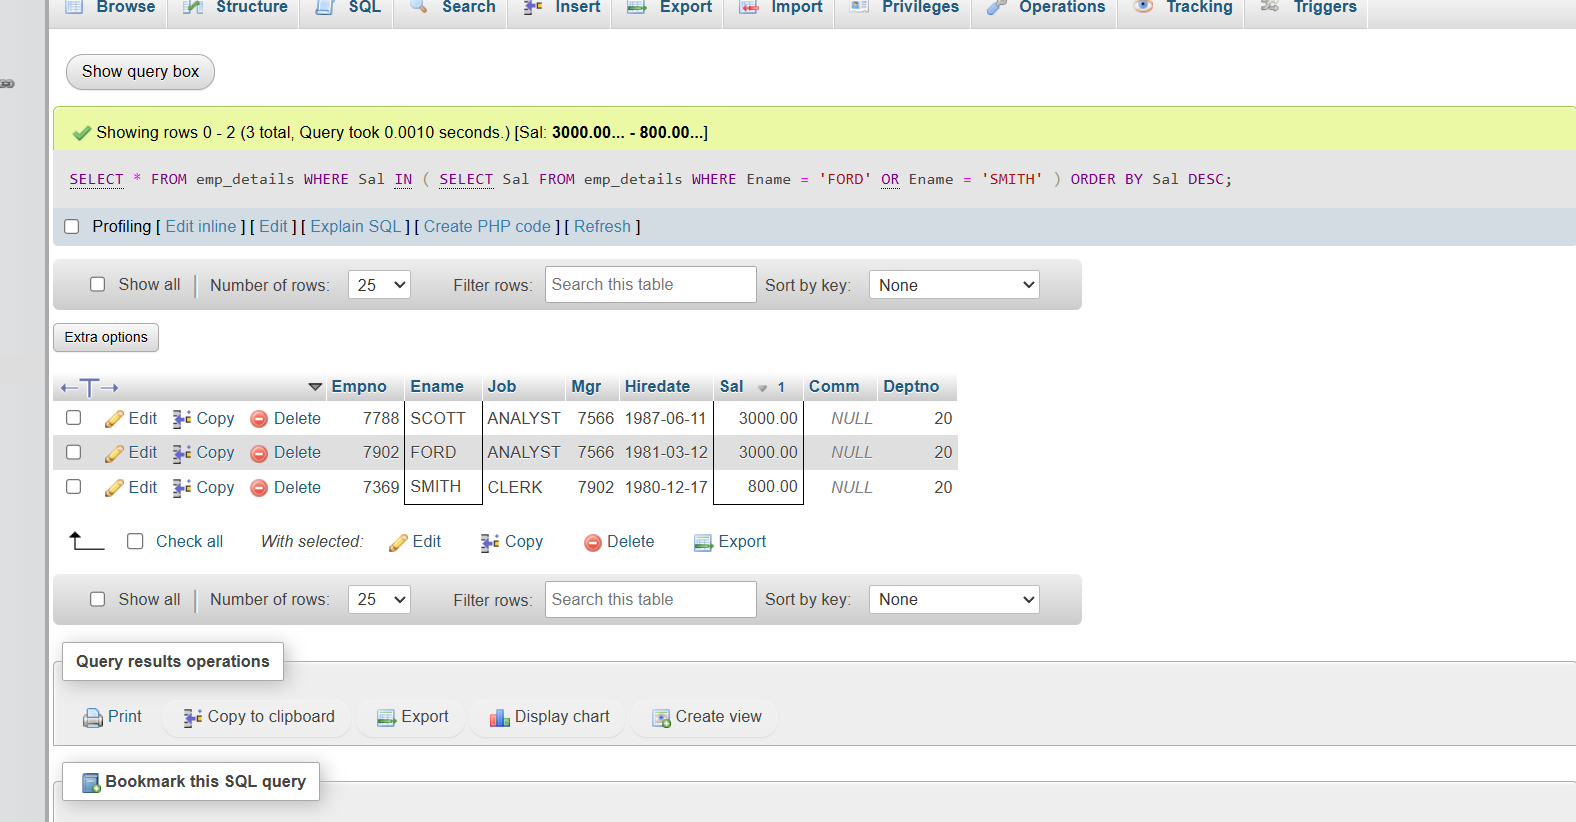 Browse Structure SQL Search Insert Export Import Privileges Operations Tracking Triggers
Show query box
Showing rows 0 - 2 (3 total, Query took 0.0010 seconds.) [Sal: 3000.00... - 800.00...]
SELECT * FROM emp_details WHERE Sal IN ( SELECT Sal FROM emp_details WHERE Ename = 'FORD' OR Ename = 'SMITH' ) ORDER BY Sal DESC;
Profiling [ Edit inline ] [ Edit ] [ Explain SQL ] [ Create PHP code ] [ Refresh ]
Show all Number of rows: 25 Filter rows: Search this table Sort by key: None
Extra options
Empno Ename Job Mgr Hiredate Sal 1 Comm Deptno
Edit Copy Delete 7788 SCOTT ANALYST 7566 1987-06-11 3000.00 NULL 20
Edit Copy Delete 7902 FORD ANALYST 7566 1981-03-12 3000.00 NULL 20
Edit Copy Delete 7369 SMITH CLERK 7902 1980-12-17 800.00 NULL 20
Check all With selected: Edit Copy Delete Export
Show all Number of rows: 25 Filter rows: Search this table Sort by key: None
Query results operations
Print Copy to clipboard Export Display chart Create view
Bookmark this SQL query